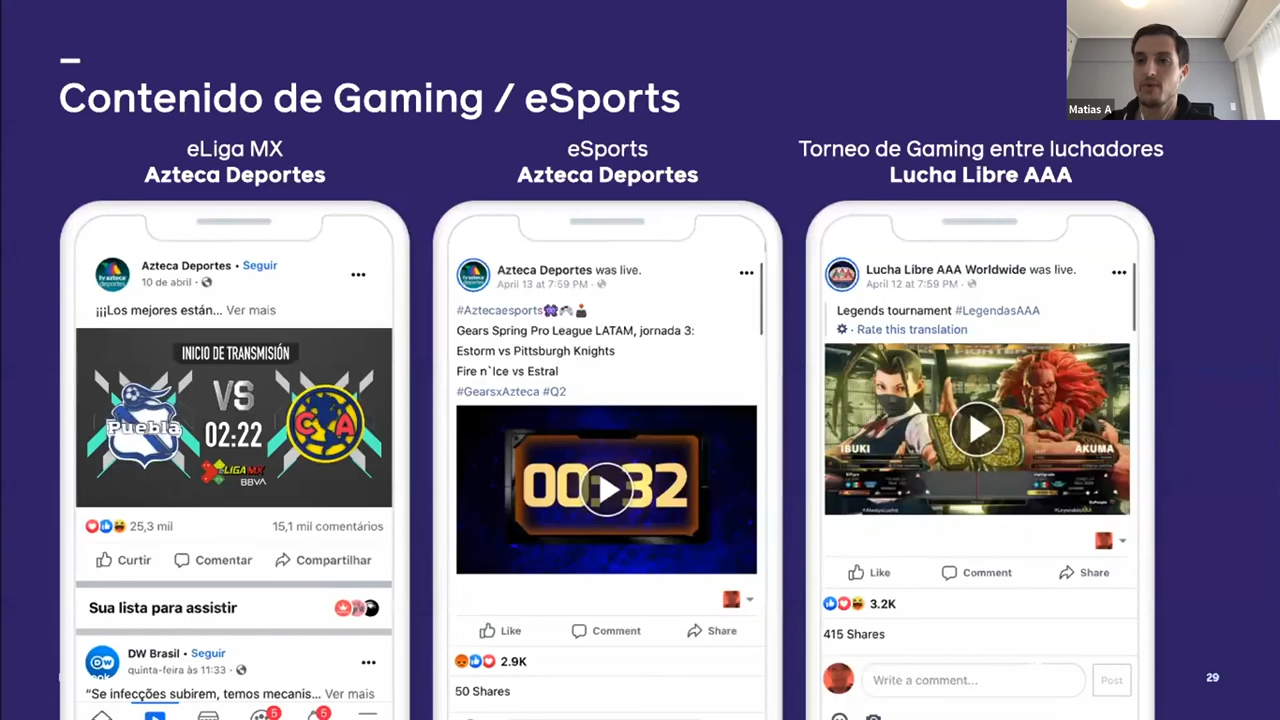 Matias A
Contenido de Gaming / eSports
eLiga MX
Azteca Deportes
Azteca Deportes • Seguir
10 de abril •
¡¡¡Los mejores están... Ver mais
INICIO DE TRANSMISIÓN
Puebla
VS
02:22
CA
eLIGA MX
BBVA
25,3 mil
15,1 mil comentários
Curtir
Comentar
Compartilhar
Sua lista para assistir
DW
DW Brasil • Seguir
quinta-feira às 11:33 •
“Se infecções subirem, temos mecanis... Ver mais
5
5
eSports
Azteca Deportes
Azteca Deportes was live.
April 13 at 7:59 PM •
#Aztecaesports
Gears Spring Pro League LATAM, jornada 3:
Estorm vs Pittsburgh Knights
Fire n`Ice vs Estral
#GearsxAzteca #Q2
00:32
Like
Comment
Share
2.9K
50 Shares
Torneo de Gaming entre luchadores
Lucha Libre AAA
Lucha Libre AAA Worldwide was live.
April 12 at 7:59 PM •
Legends tournament #LegendasAAA
· Rate this translation
IBUKI
AKUMA
Like
Comment
Share
3.2K
415 Shares
Write a comment...
Post
29